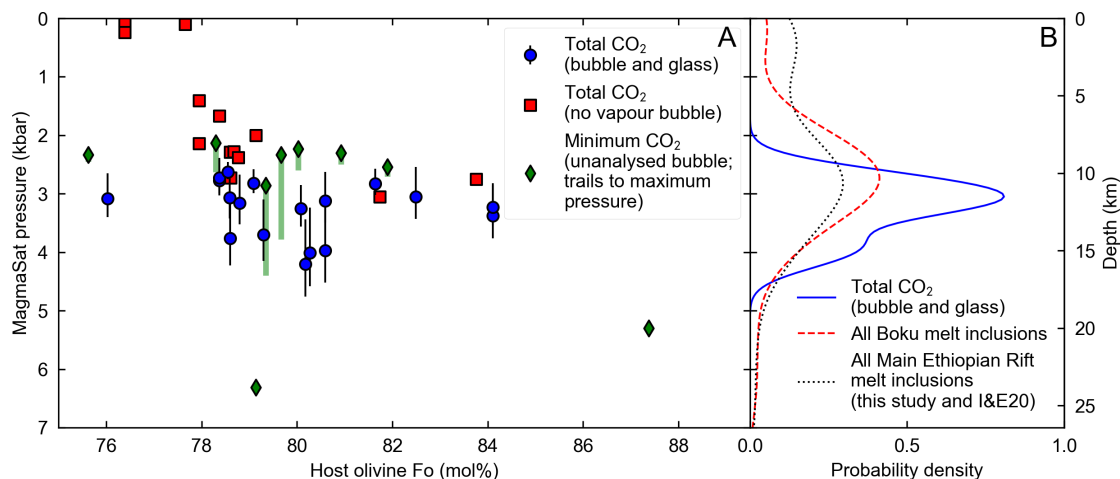 A
B
Total CO₂
(bubble and glass)
Total CO₂
(no vapour bubble)
Minimum CO₂
(unanalysed bubble;
trails to maximum
pressure)
0
1
2
3
4
5
6
7
MagmaSat pressure (kbar)
76
78
80
82
84
86
88
Host olivine Fo (mol%)
Total CO₂
(bubble and glass)
All Boku melt inclusions
All Main Ethiopian Rift
melt inclusions
(this study and I&E20)
0
5
10
15
20
25
Depth (km)
0.0
0.5
1.0
Probability density